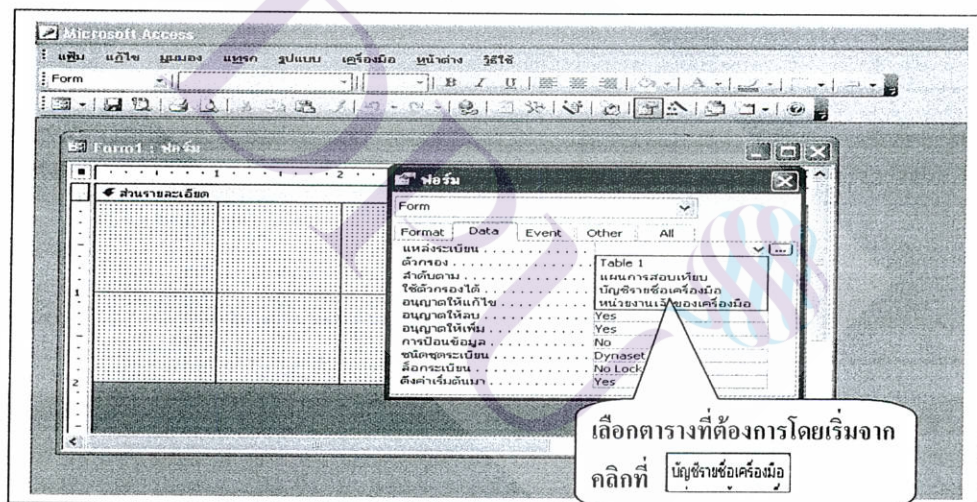 Microsoft Access
แฟ้ม แก้ไข มุมมอง แทรก รูปแบบ เครื่องมือ หน้าต่าง วิธีใช้
Form B I U A
Form1 : ฟอร์ม
1 2
ส่วนรายละเอียด
1
2
ฟอร์ม
Form
Format Data Event Other All
แหล่งระเบียน
ตัวกรอง
ลำดับตาม
ใช้ตัวกรองได้
อนุญาตให้แก้ไข
อนุญาตให้ลบ Yes
อนุญาตให้เพิ่ม Yes
การป้อนข้อมูล No
ชนิดชุดระเบียน Dynaset
ล็อกระเบียน No Lock
ดึงค่าเริ่มต้นมา Yes
Table 1
แผนการสอบเทียบ
บัญชีรายชื่อเครื่องมือ
หน่วยงานเจ้าของเครื่องมือ
เลือกตารางที่ต้องการโดยเริ่มจาก
คลิกที่ บัญชีรายชื่อเครื่องมือ
DPU